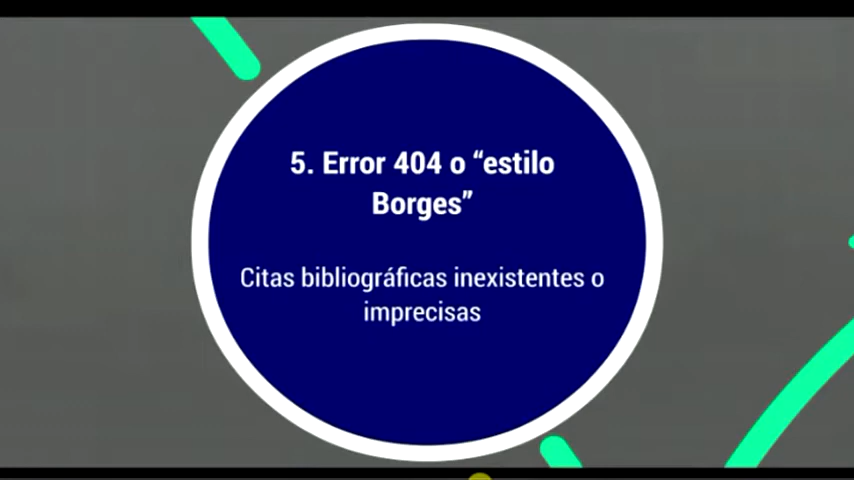 5. Error 404 o “estilo
Borges”
Citas bibliográficas inexistentes o
imprecisas